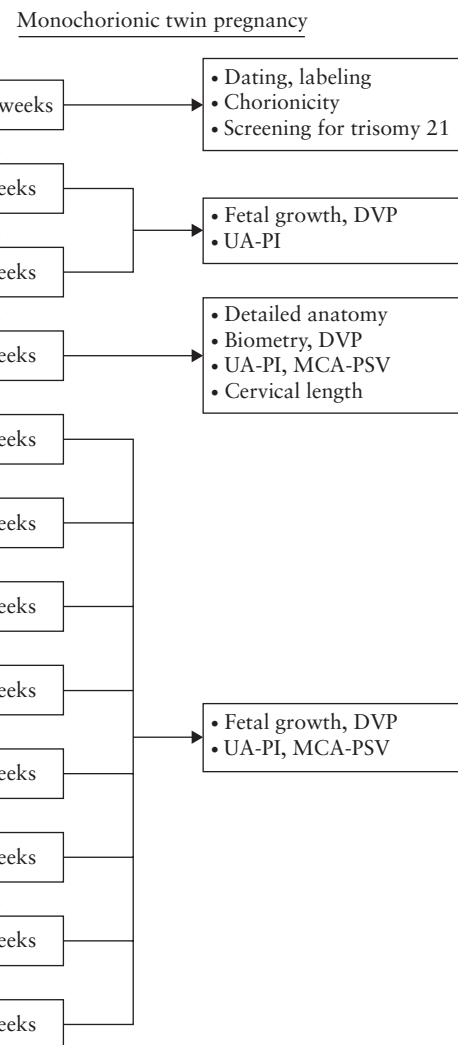 Monochorionic twin pregnancy
weeks
• Dating, labeling
• Chorionicity
• Screening for trisomy 21
eeks
• Fetal growth, DVP
• UA-PI
eeks
• Detailed anatomy
• Biometry, DVP
• UA-PI, MCA-PSV
• Cervical length
eeks
eeks
eeks
eeks
eeks
• Fetal growth, DVP
• UA-PI, MCA-PSV
eeks
eeks
eeks
eeks